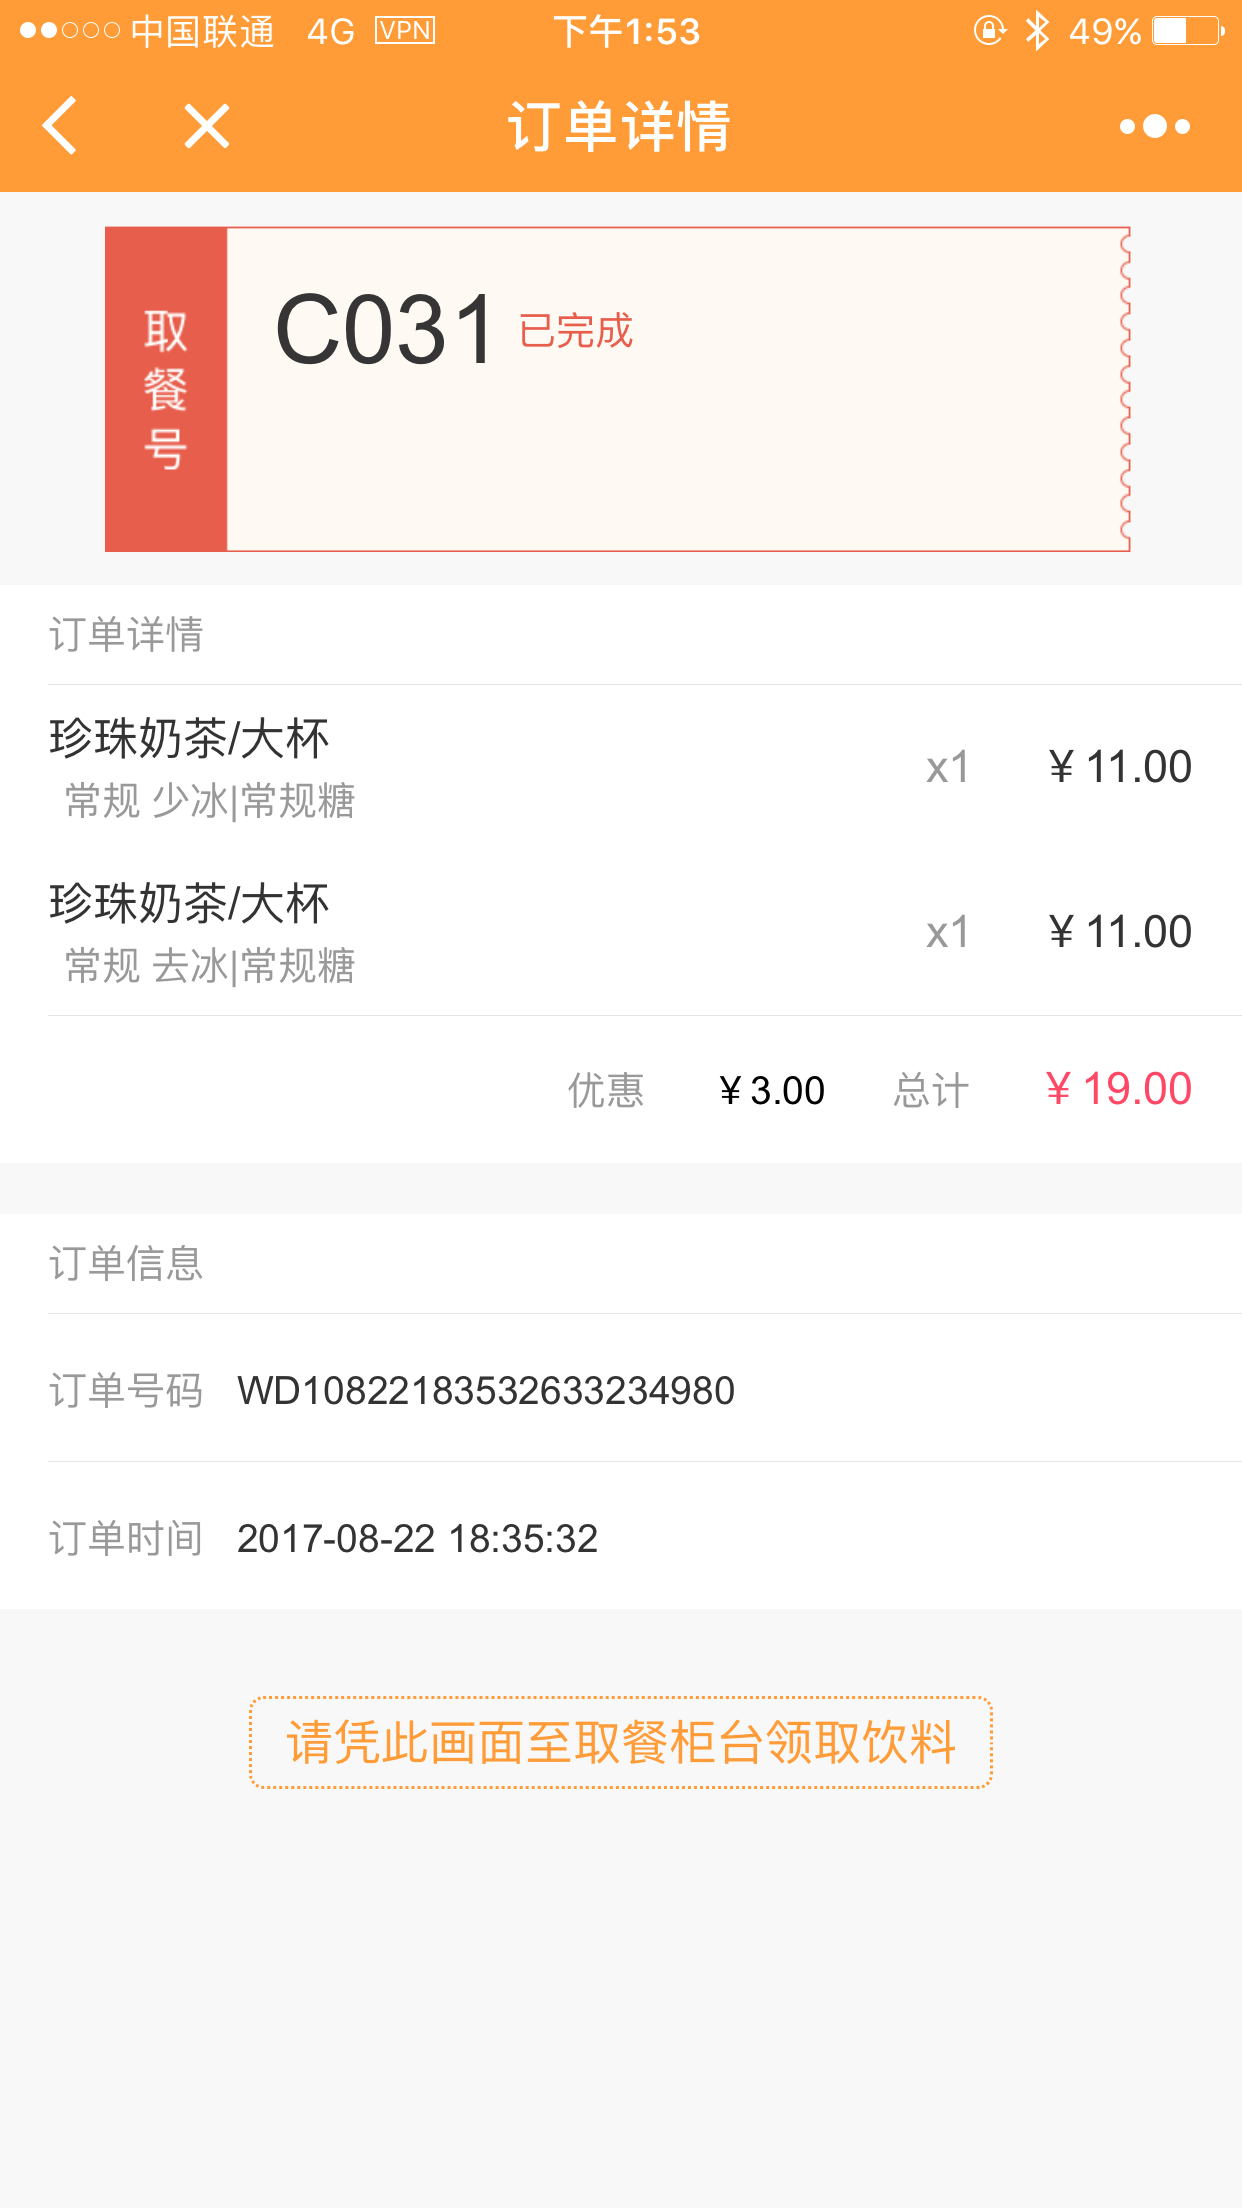 中国联通 4G VPN 下午1:53 49%
订单详情
取餐号
C031 已完成
订单详情
珍珠奶茶/大杯
常规 少冰|常规糖
x1 ¥ 11.00
珍珠奶茶/大杯
常规 去冰|常规糖
x1 ¥ 11.00
优惠 ¥ 3.00 总计 ¥ 19.00
订单信息
订单号码 WD10822183532633234980
订单时间 2017-08-22 18:35:32
请凭此画面至取餐柜台领取饮料